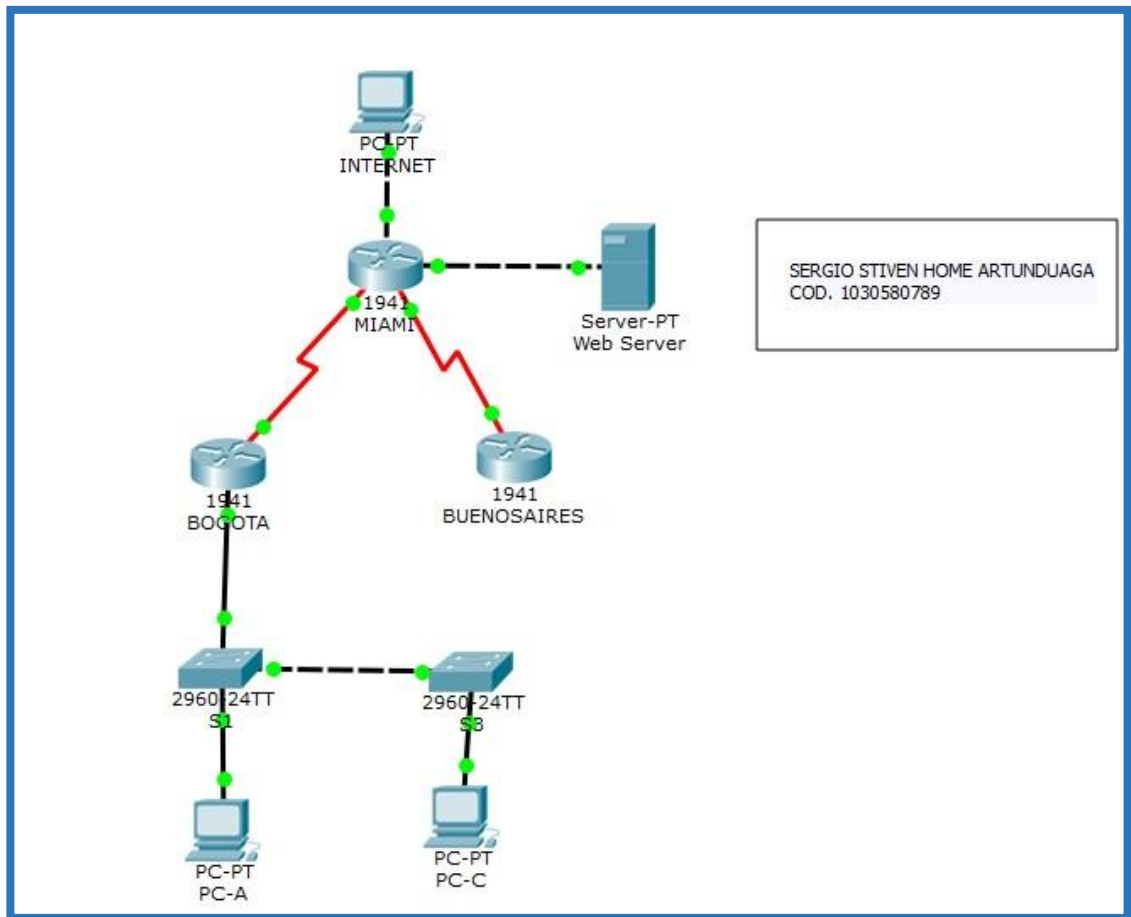 PC-PT
INTERNET
1941
MIAMI
Server-PT
Web Server
SERGIO STIVEN HOME ARTUNDUAGA
COD. 1030580789
1941
BOGOTA
1941
BUENOSAIRES
2960-24TT
S1
2960-24TT
S3
PC-PT
PC-A
PC-PT
PC-C